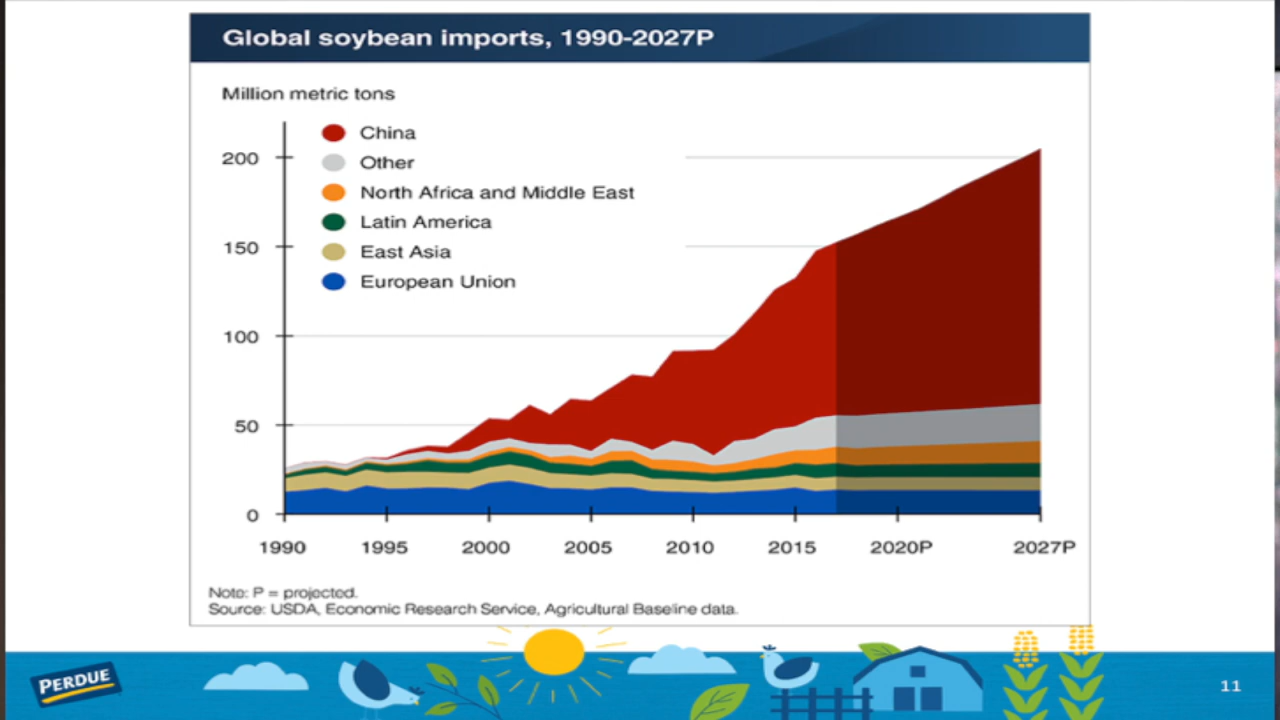 Global soybean imports, 1990-2027P
Million metric tons
China
Other
North Africa and Middle East
Latin America
East Asia
European Union
200
150
100
50
0
1990 1995 2000 2005 2010 2015 2020P 2027P
Note: P = projected.
Source: USDA, Economic Research Service, Agricultural Baseline data.
PERDUE
11